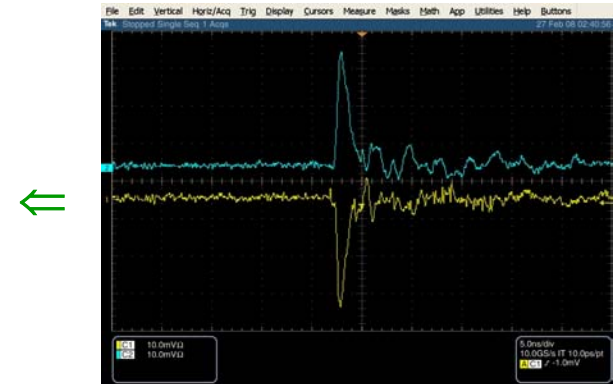 File Edit Vertical Horiz/Acq Trig Display Cursors Measure Masks Math App Utilities Help Buttons
Tek Stopped Single Seq 1 Acqs 27 Feb 08 02:40:56
2
1
C1 10.0mVΩ
C2 10.0mVΩ
5.0ns/div
10.0GS/s IT 10.0ps/pt
A C1 ∕ -1.0mV